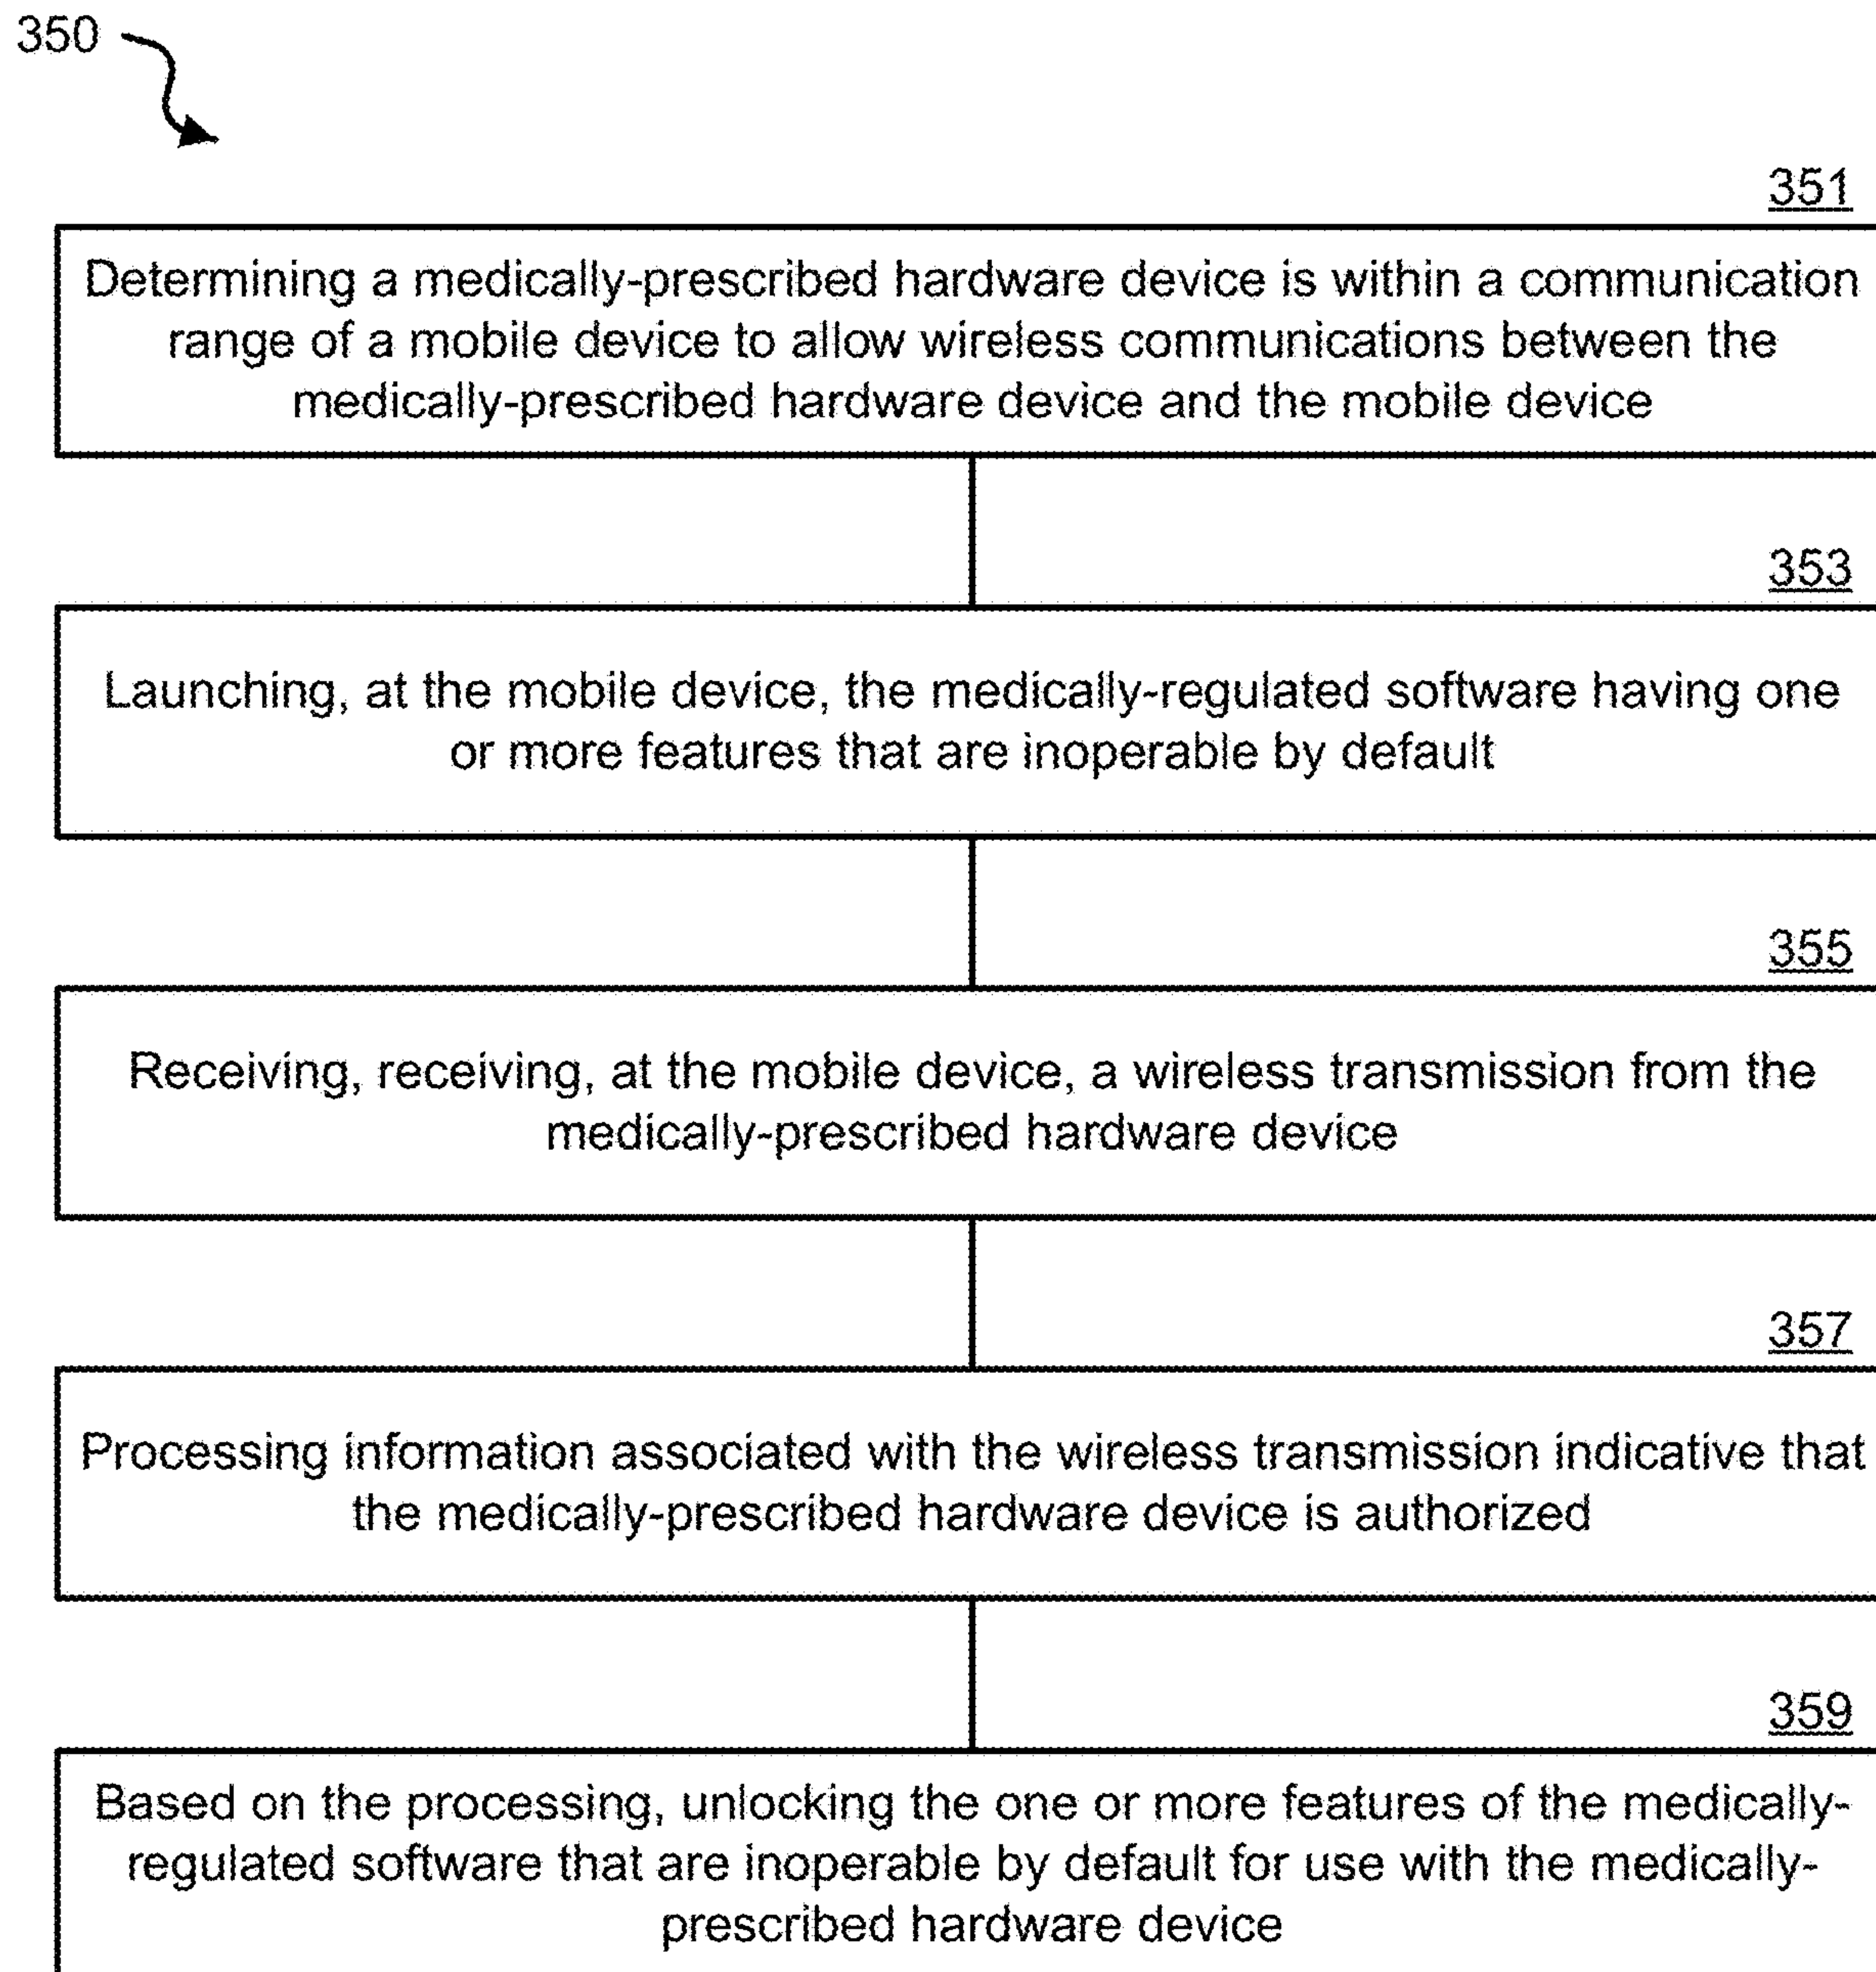 350
351
Determining a medically-prescribed hardware device is within a communication
range of a mobile device to allow wireless communications between the
medically-prescribed hardware device and the mobile device
353
Launching, at the mobile device, the medically-regulated software having one
or more features that are inoperable by default
355
Receiving, receiving, at the mobile device, a wireless transmission from the
medically-prescribed hardware device
357
Processing information associated with the wireless transmission indicative that
the medically-prescribed hardware device is authorized
359
Based on the processing, unlocking the one or more features of the medically-
regulated software that are inoperable by default for use with the medically-
prescribed hardware device